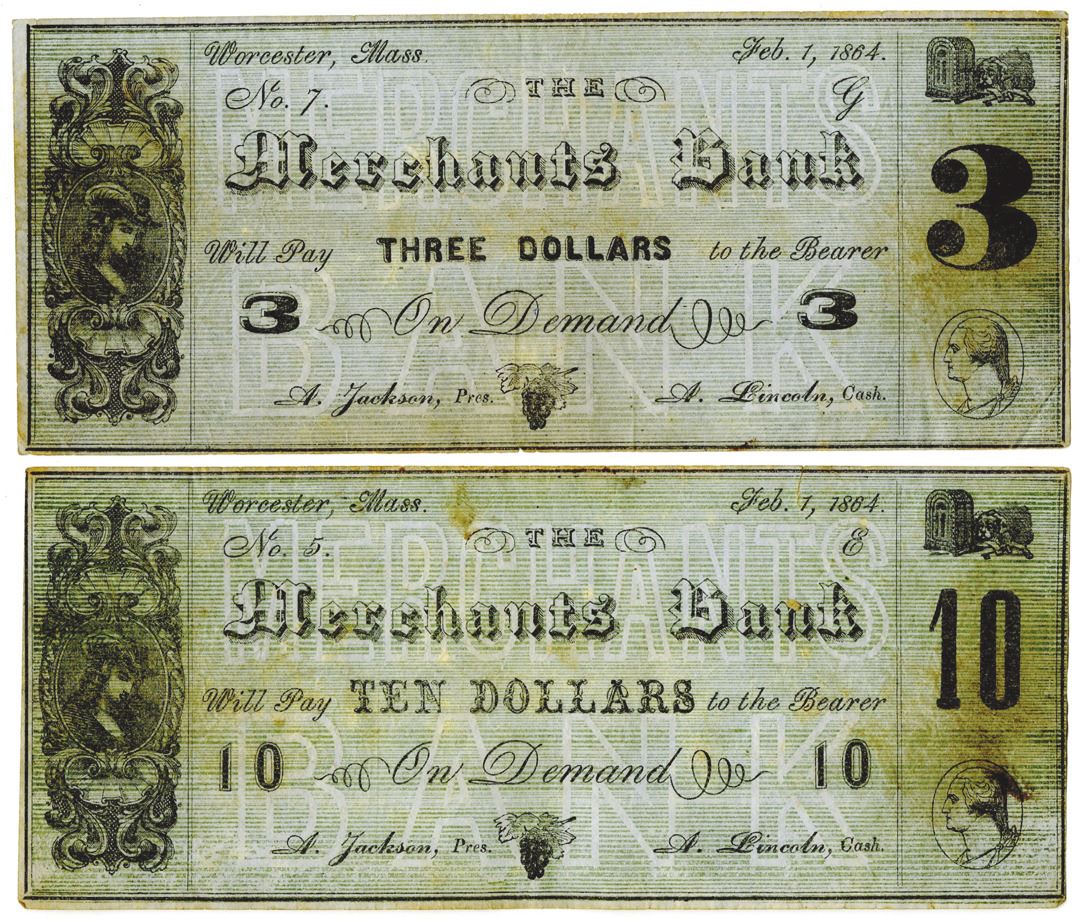 Worcester, Mass. Feb. 1, 1864.
No. 7. THE G
MERCHANTS
Merchants Bank
3
Will Pay THREE DOLLARS to the Bearer
BANK
3 On Demand 3
A. Jackson, Pres. A. Lincoln, Cash.
Worcester, Mass. Feb. 1, 1864.
No. 5. THE E
MERCHANTS
Merchants Bank
10
Will Pay TEN DOLLARS to the Bearer
BANK
10 On Demand 10
A. Jackson, Pres. A. Lincoln, Cash.